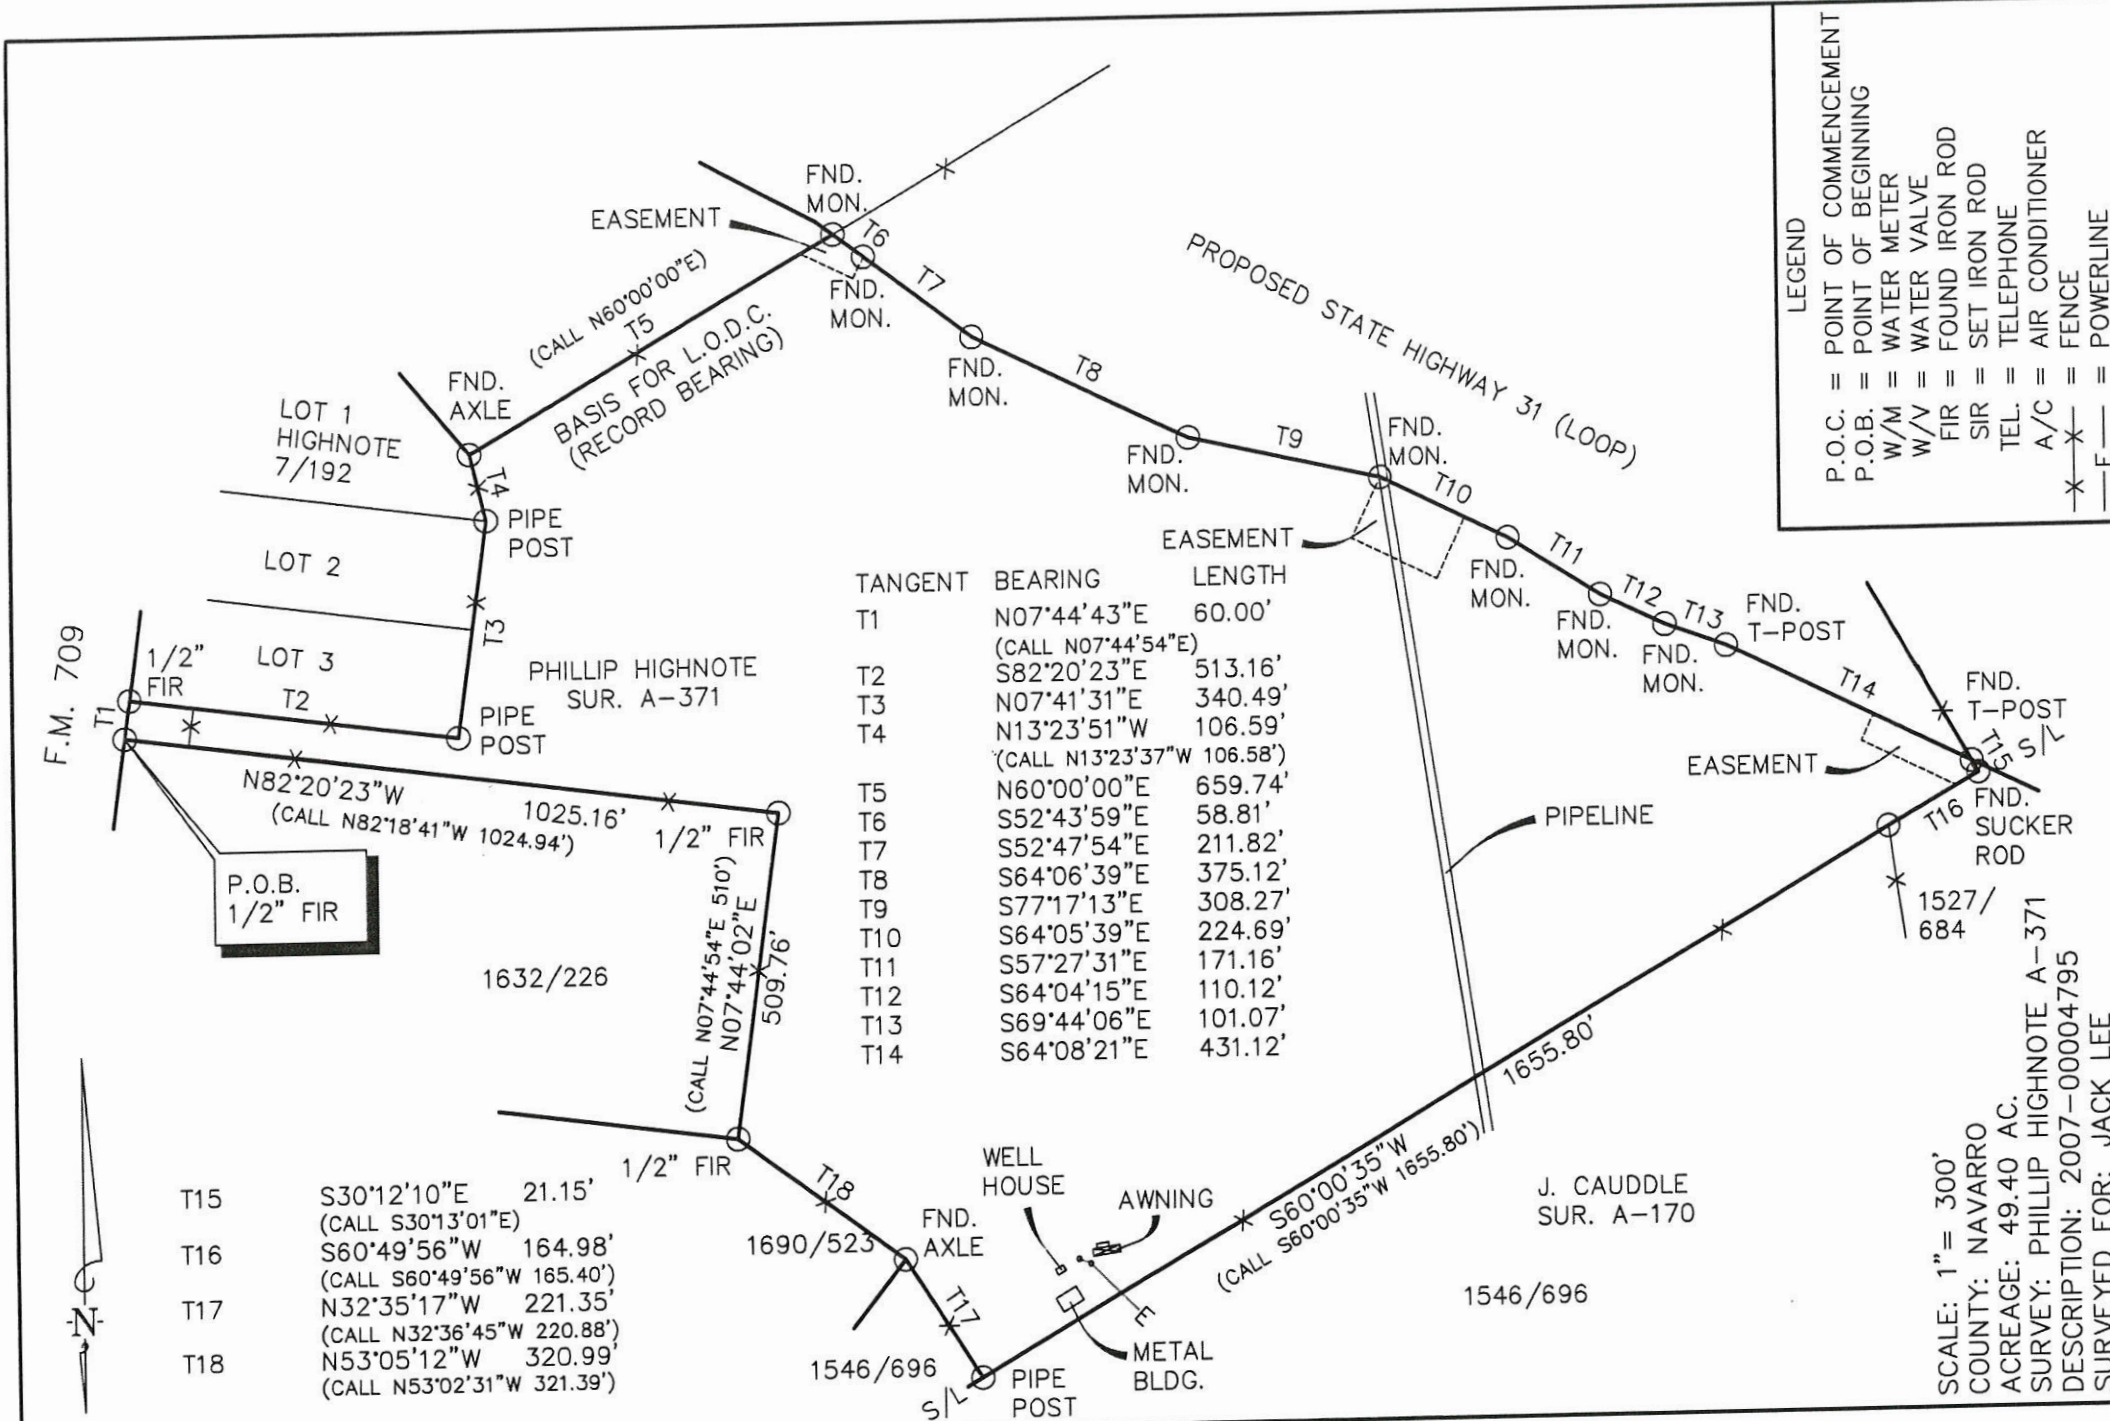 LEGEND
P.O.C. = POINT OF COMMENCEMENT
P.O.B. = POINT OF BEGINNING
W/M = WATER METER
W/V = WATER VALVE
FIR = FOUND IRON ROD
SIR = SET IRON ROD
TEL. = TELEPHONE
A/C = AIR CONDITIONER
= FENCE
E = POWERLINE
FND.
MON.
EASEMENT
T6
(CALL N60°00'00"E)
T5
BASIS FOR L.O.D.C.
(RECORD BEARING)
FND.
MON.
T7
FND.
MON.
T8
PROPOSED STATE HIGHWAY 31 (LOOP)
FND.
AXLE
LOT 1
HIGHNOTE
7/192
T4
PIPE
POST
LOT 2
T3
FND.
MON.
T9
FND.
MON.
T10
EASEMENT
FND.
MON.
T11
FND.
MON.
T12
FND.
MON.
T13
FND.
T-POST
T14
FND.
T-POST
T15
S/L
EASEMENT
FND.
SUCKER
ROD
T16
1527/
684
F.M. 709
1/2"
FIR
LOT 3
T1
T2
PIPE
POST
PHILLIP HIGHNOTE
SUR. A-371
TANGENT BEARING LENGTH
T1 N07°44'43"E 60.00'
(CALL N07°44'54"E)
T2 S82°20'23"E 513.16'
T3 N07°41'31"E 340.49'
T4 N13°23'51"W 106.59'
(CALL N13°23'37"W 106.58')
T5 N60°00'00"E 659.74'
T6 S52°43'59"E 58.81'
T7 S52°47'54"E 211.82'
T8 S64°06'39"E 375.12'
T9 S77°17'13"E 308.27'
T10 S64°05'39"E 224.69'
T11 S57°27'31"E 171.16'
T12 S64°04'15"E 110.12'
T13 S69°44'06"E 101.07'
T14 S64°08'21"E 431.12'
N82°20'23"W 1025.16'
(CALL N82°18'41"W 1024.94')
1/2" FIR
P.O.B.
1/2" FIR
PIPELINE
1632/226
(CALL N07°44'54"E 510')
N07°44'02"E
509.76'
1/2" FIR
T18
1690/523
FND.
AXLE
T17
1546/696
S/L
PIPE
POST
WELL
HOUSE
AWNING
E
METAL
BLDG.
1655.80'
S60°00'35"W
(CALL S60°00'35"W 1655.80')
J. CAUDDLE
SUR. A-170
1546/696
T15 S30°12'10"E 21.15'
(CALL S30°13'01"E)
T16 S60°49'56"W 164.98'
(CALL S60°49'56"W 165.40')
T17 N32°35'17"W 221.35'
(CALL N32°36'45"W 220.88')
T18 N53°05'12"W 320.99'
(CALL N53°02'31"W 321.39')
N
SCALE: 1"= 300'
COUNTY: NAVARRO
ACREAGE: 49.40 AC.
SURVEY: PHILLIP HIGHNOTE A-371
DESCRIPTION: 2007-00004795
SURVEYED FOR: JACK LEE